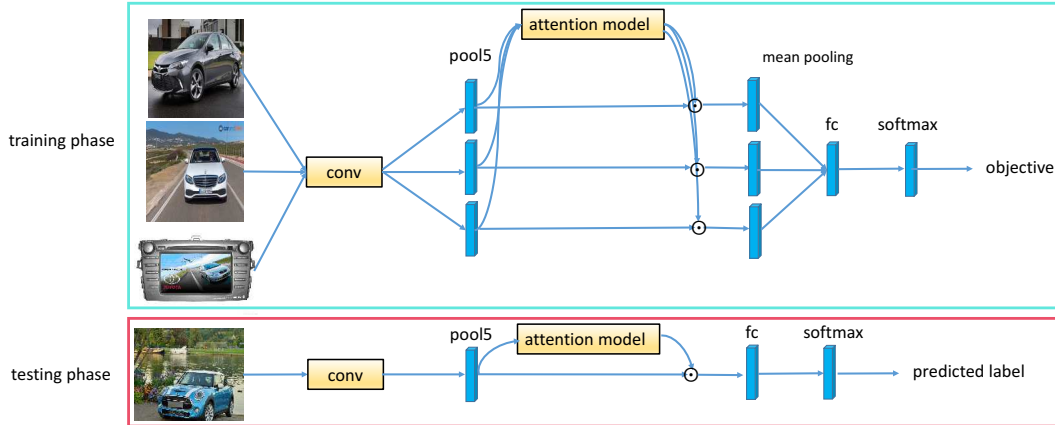 attention model
pool5
mean pooling
training phase
fc
softmax
conv
objective
TOYOTA
pool5
attention model
fc
softmax
testing phase
conv
predicted label